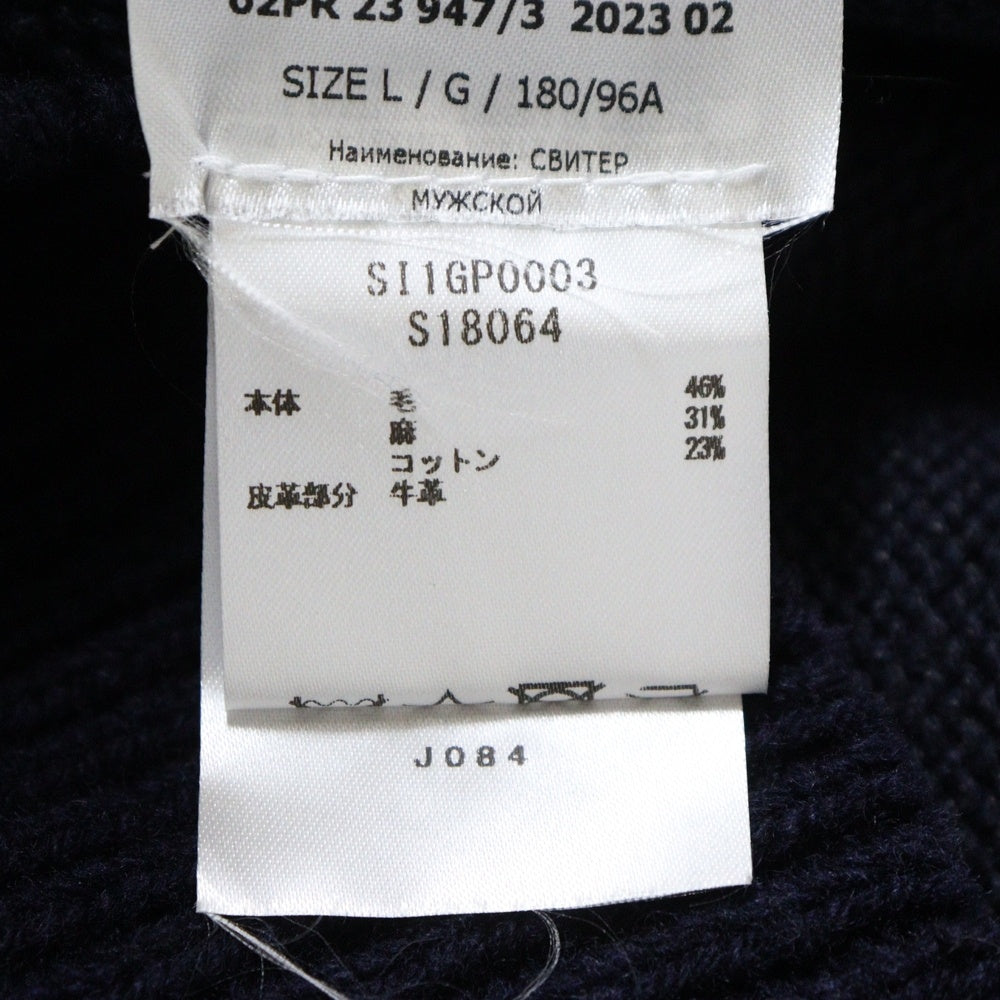 02PR 23 947/3 2023 02
SIZE L / G / 180/96A
Наименование: СВИТЕР
МУЖСКОЙ
SI1GP0003
S18064
本体 毛 46%
麻 31%
コットン 23%
皮革部分 牛革
J084